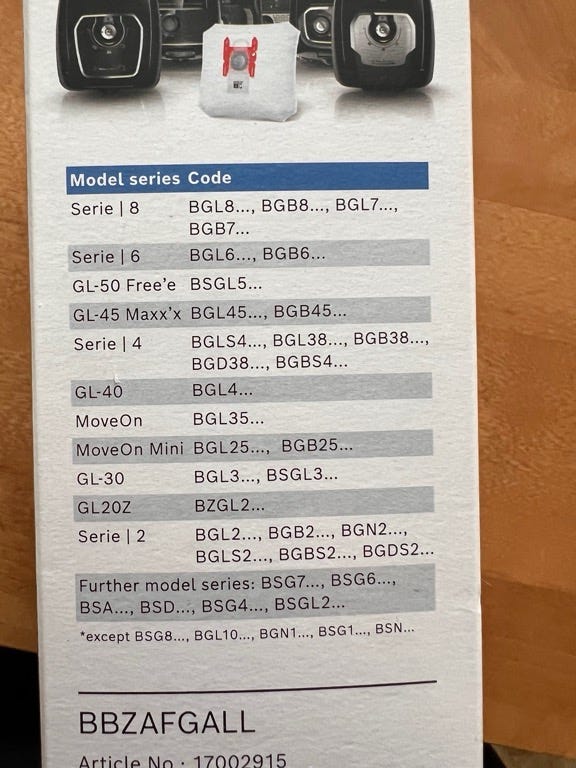 Model series Code
Serie | 8 BGL8..., BGB8..., BGL7...,
BGB7...
Serie | 6 BGL6..., BGB6...
GL-50 Free'e BSGL5...
GL-45 Maxx'x BGL45..., BGB45...
Serie | 4 BGLS4..., BGL38..., BGB38...,
BGD38..., BGBS4...
GL-40 BGL4...
MoveOn BGL35...
MoveOn Mini BGL25..., BGB25...
GL-30 BGL3..., BSGL3...
GL20Z BZGL2...
Serie | 2 BGL2..., BGB2..., BGN2...,
BGLS2..., BGBS2..., BGDS2...
Further model series: BSG7..., BSG6...,
BSA..., BSD..., BSG4..., BSGL2...
*except BSG8..., BGL10..., BGN1..., BSG1..., BSN...
BBZAFGALL
Article No.: 17002915